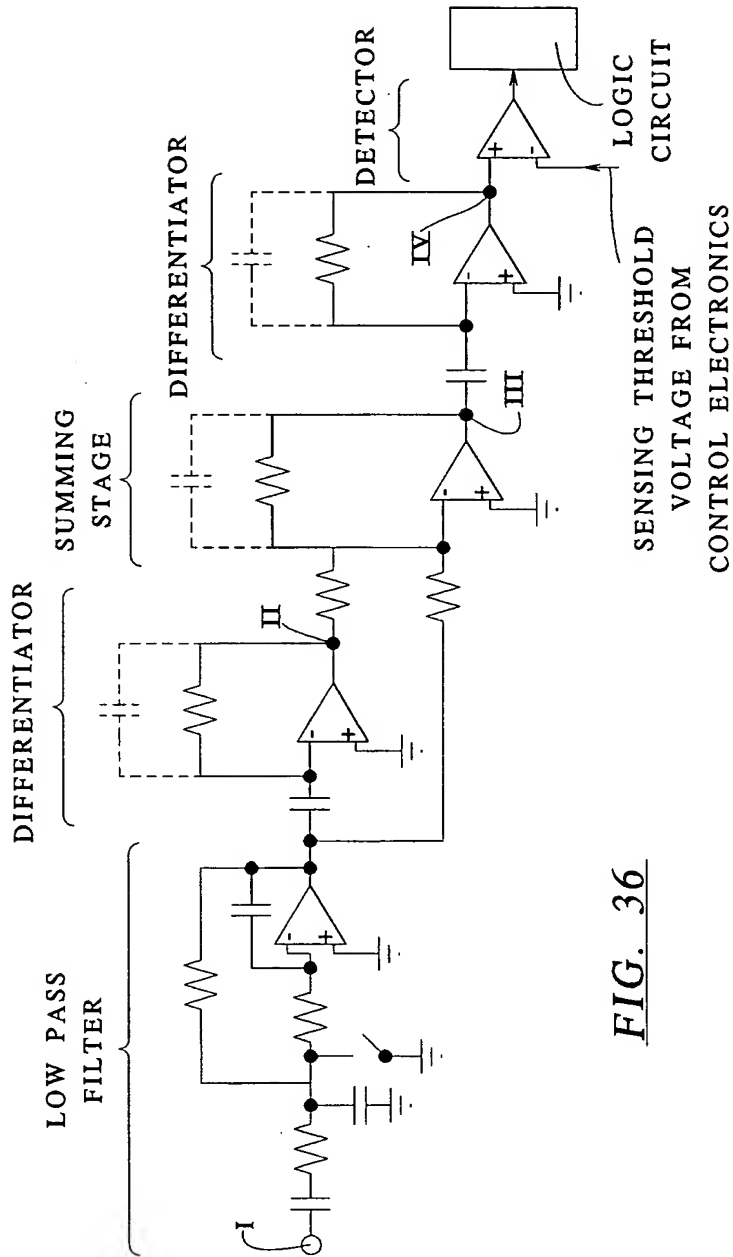 LOW PASS
FILTER
DIFFERENTIATOR
SUMMING
STAGE
DIFFERENTIATOR
DETECTOR
I
II
III
IV
-
+
-
+
-
+
-
+
+
-
LOGIC
CIRCUIT
SENSING THRESHOLD
VOLTAGE FROM
CONTROL ELECTRONICS
FIG. 36